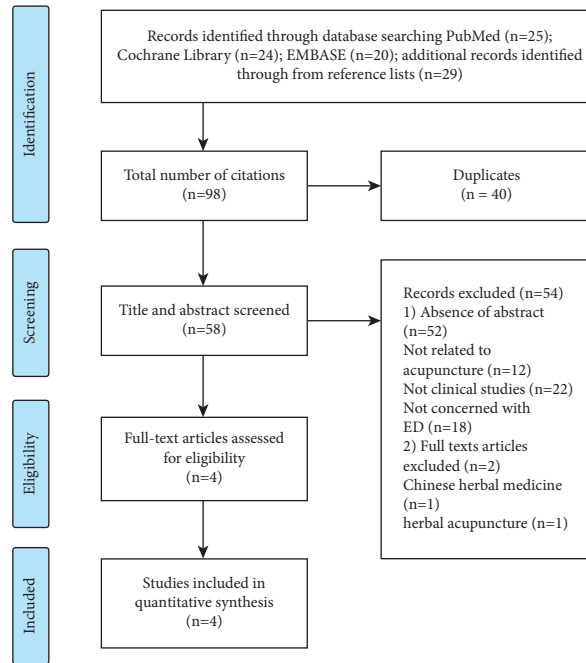 Identification
Records identified through database searching PubMed (n=25);
Cochrane Library (n=24); EMBASE (n=20); additional records identified
through from reference lists (n=29)
Total number of citations
(n=98)
Duplicates
(n = 40)
Screening
Title and abstract screened
(n=58)
Records excluded (n=54)
1) Absence of abstract
(n=52)
Not related to
acupuncture (n=12)
Not clinical studies (n=22)
Not concerned with
ED (n=18)
2) Full texts articles
excluded (n=2)
Chinese herbal medicine
(n=1)
herbal acupuncture (n=1)
Eligibility
Full-text articles assessed
for eligibility
(n=4)
Included
Studies included in
quantitative synthesis
(n=4)